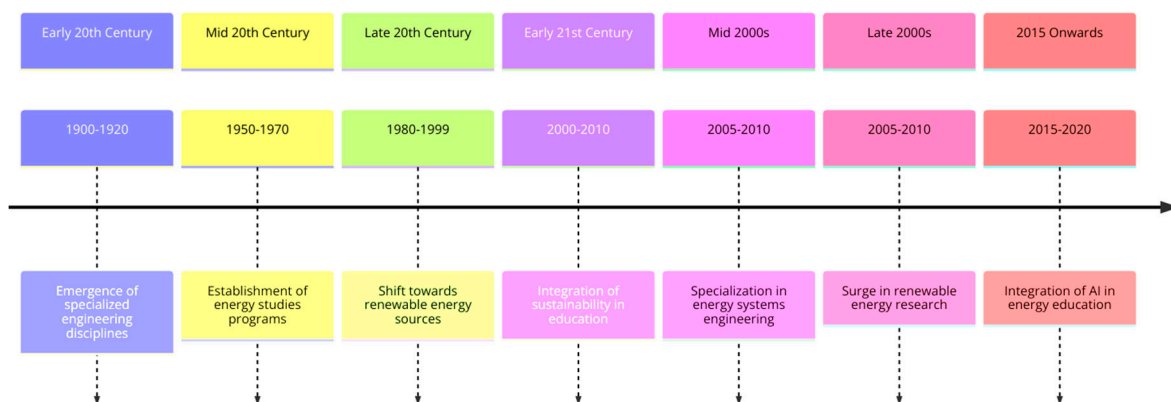 Early 20th Century
Mid 20th Century
Late 20th Century
Early 21st Century
Mid 2000s
Late 2000s
2015 Onwards
1900-1920
1950-1970
1980-1999
2000-2010
2005-2010
2005-2010
2015-2020
Emergence of
specialized
engineering
disciplines
Establishment of
energy studies
programs
Shift towards
renewable energy
sources
Integration of
sustainability in
education
Specialization in
energy systems
engineering
Surge in renewable
energy research
Integration of AI in
energy education